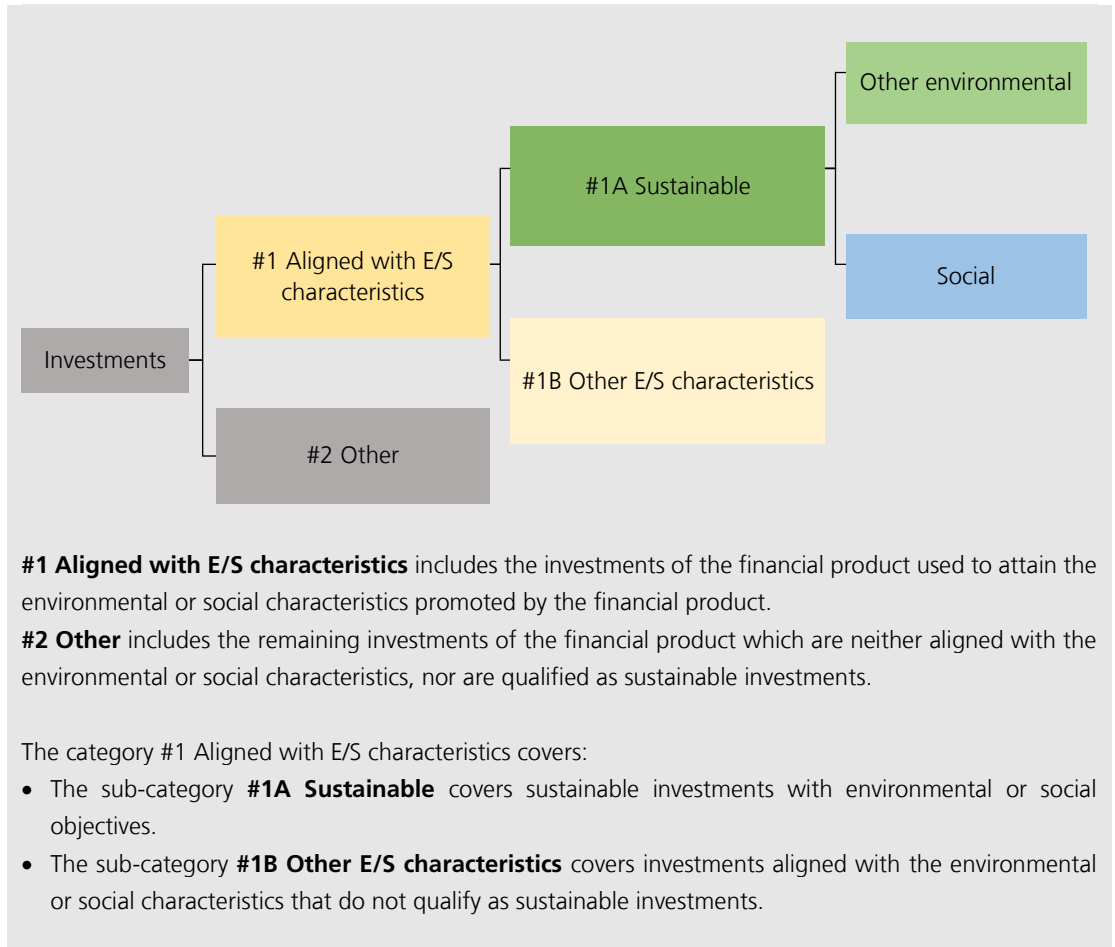 Other environmental
#1A Sustainable
#1 Aligned with E/S
characteristics
Social
Investments
#1B Other E/S characteristics
#2 Other
#1 Aligned with E/S characteristics includes the investments of the financial product used to attain the
environmental or social characteristics promoted by the financial product.
#2 Other includes the remaining investments of the financial product which are neither aligned with the
environmental or social characteristics, nor are qualified as sustainable investments.
The category #1 Aligned with E/S characteristics covers:
• The sub-category #1A Sustainable covers sustainable investments with environmental or social
objectives.
• The sub-category #1B Other E/S characteristics covers investments aligned with the environmental
or social characteristics that do not qualify as sustainable investments.